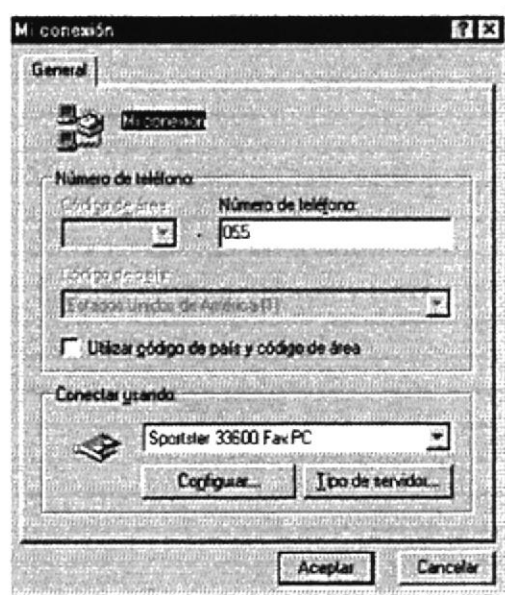 Mi conexión
General
Mi conexión
Número de teléfono:
Código de área: Número de teléfono:
055
Código de país:
Estados Unidos de América (1)
Utilizar código de país y código de área
Conectar usando:
Sportster 33600 Fax PC
Configurar... Tipo de servidor...
Aceptar Cancelar